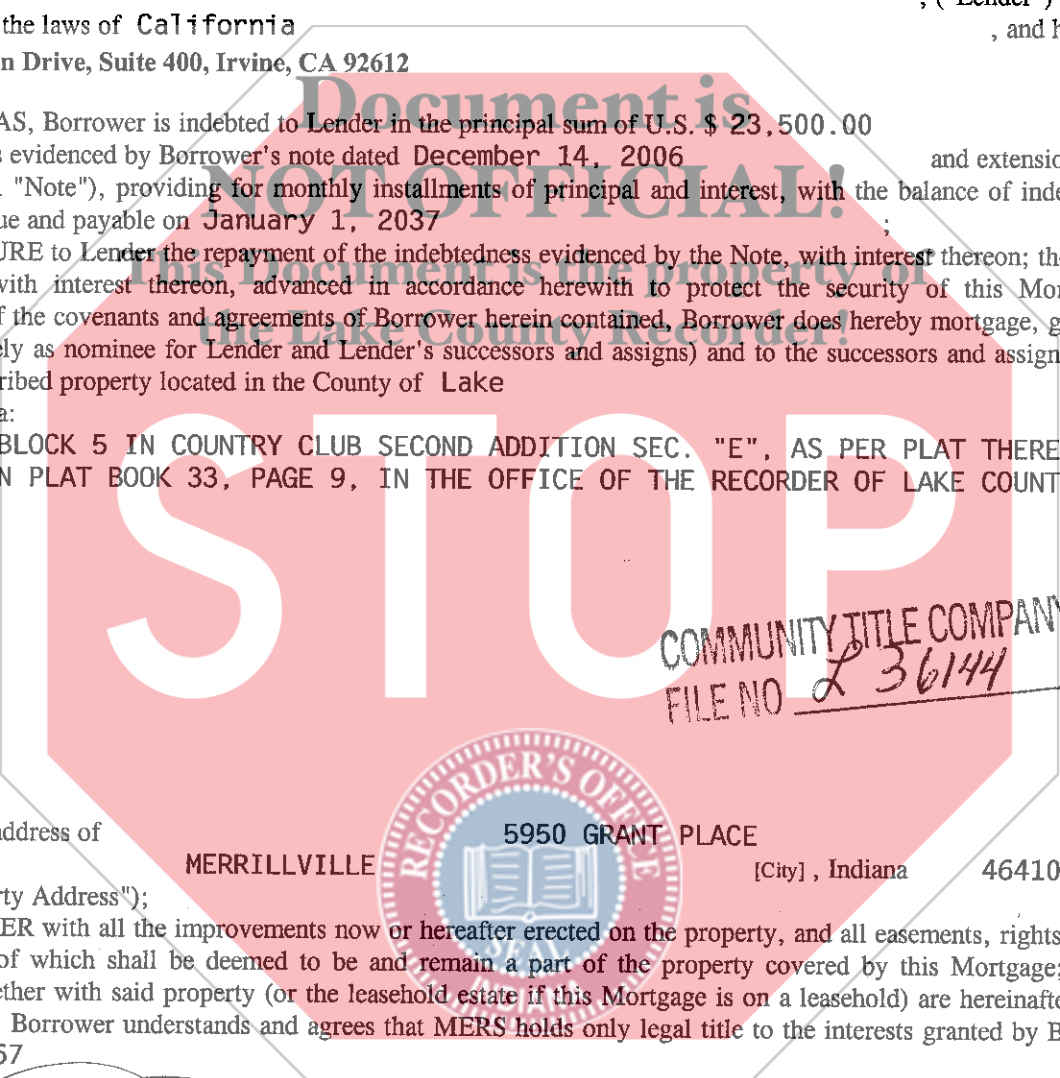 , ("Lender")
the laws of California , and h
n Drive, Suite 400, Irvine, CA 92612
Document is
AS, Borrower is indebted to Lender in the principal sum of U.S. $ 23,500.00
s evidenced by Borrower's note dated December 14, 2006 and extensio
"Note"), providing for monthly installments of principal and interest, with the balance of inde
NOT OFFICIAL!
ue and payable on January 1, 2037 ;
URE to Lender the repayment of the indebtedness evidenced by the Note, with interest thereon; th
This Document is the property of
with interest thereon, advanced in accordance herewith to protect the security of this Mor
f the covenants and agreements of Borrower herein contained, Borrower does hereby mortgage, g
the Lake County Recorder!
ely as nominee for Lender and Lender's successors and assigns) and to the successors and assign
ribed property located in the County of Lake
a:
BLOCK 5 IN COUNTRY CLUB SECOND ADDITION SEC. "E", AS PER PLAT THERE
N PLAT BOOK 33, PAGE 9, IN THE OFFICE OF THE RECORDER OF LAKE COUNT
STOP
COMMUNITY TITLE COMPANY
FILE NO L 36144
RECORDER'S OFFICE
address of 5950 GRANT PLACE
MERRILLVILLE [City] , Indiana 46410
rty Address");
ER with all the improvements now or hereafter erected on the property, and all easements, rights
SEAL
of which shall be deemed to be and remain a part of the property covered by this Mortgage;
ether with said property (or the leasehold estate if this Mortgage is on a leasehold) are hereinafte
INDIANA
Borrower understands and agrees that MERS holds only legal title to the interests granted by B
57